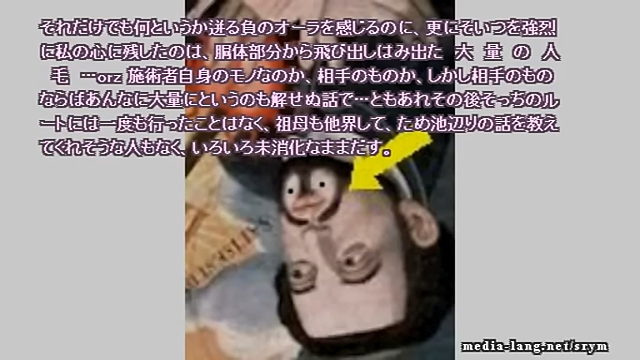 それだけでも何というか迸る負のオーラを感じるのに、更にそいつを強烈
に私の心に残したのは、胴体部分から飛び出しはみ出た　大　量　の　人
　毛　…orz 施術者自身のモノなのか、相手のものか、しかし相手のもの
ならばあんなに大量にというのも解せぬ話で…ともあれその後そっちのル
ートには一度も行ったことはなく、祖母も他界して、ため池辺りの話を教え
てくれそうな人もなく、いろいろ未消化なままだす。
media-lang.net/srym